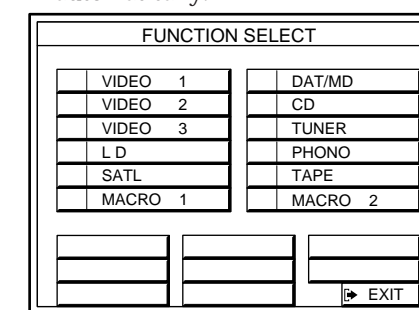 FUNCTION SELECT
VIDEO 1 DAT/MD
VIDEO 2 CD
VIDEO 3 TUNER
L D PHONO
SATL TAPE
MACRO 1 MACRO 2
EXIT